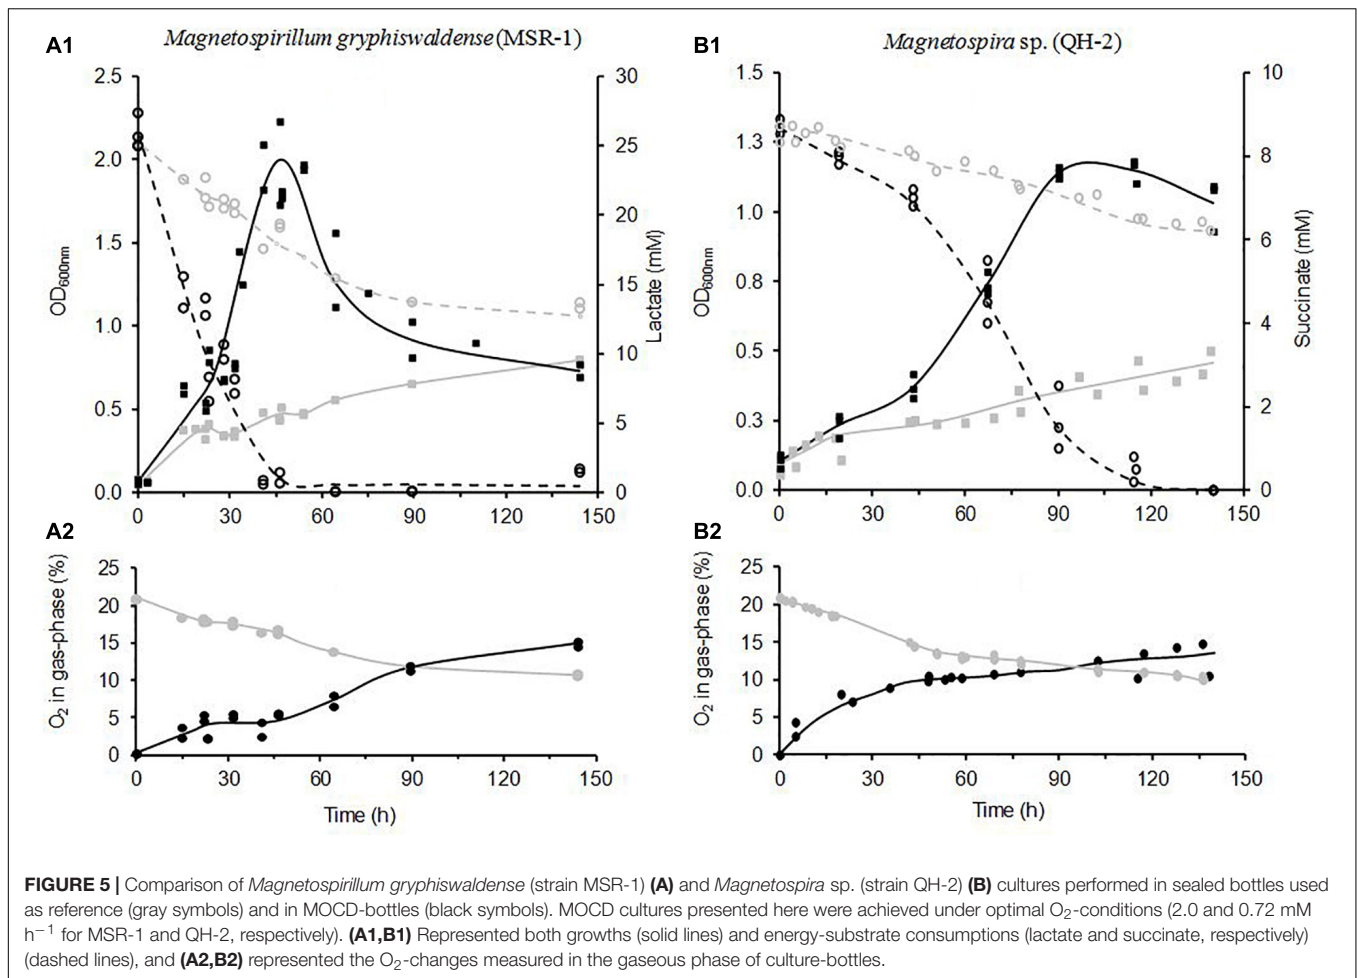 A1
Magnetospirillum gryphiswaldense (MSR-1)
2.5
2.0
1.5
1.0
0.5
0.0
OD600nm
30
25
20
15
10
5
0
Lactate (mM)
0 30 60 90 120 150
B1
Magnetospira sp. (QH-2)
1.5
1.3
1.0
0.8
0.5
0.3
0.0
OD600nm
10
8
6
4
2
0
Succinate (mM)
0 30 60 90 120 150
A2
25
20
15
10
5
0
O2 in gas-phase (%)
0 30 60 90 120 150
Time (h)
B2
25
20
15
10
5
0
O2 in gas-phase (%)
0 30 60 90 120 150
Time (h)
FIGURE 5 | Comparison of Magnetospirillum gryphiswaldense (strain MSR-1) (A) and Magnetospira sp. (strain QH-2) (B) cultures performed in sealed bottles used
as reference (gray symbols) and in MOCD-bottles (black symbols). MOCD cultures presented here were achieved under optimal O2-conditions (2.0 and 0.72 mM
h−1 for MSR-1 and QH-2, respectively). (A1,B1) Represented both growths (solid lines) and energy-substrate consumptions (lactate and succinate, respectively)
(dashed lines), and (A2,B2) represented the O2-changes measured in the gaseous phase of culture-bottles.